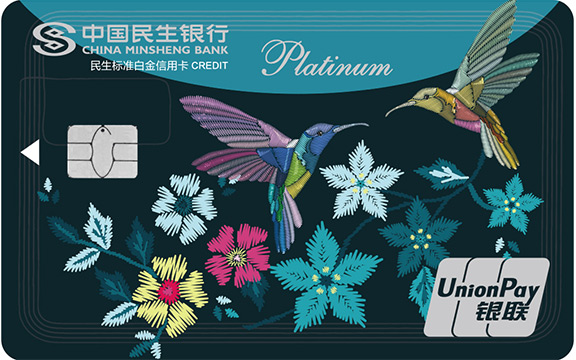 中国民生银行
CHINA MINSHENG BANK
民生标准白金信用卡 CREDIT
Platinum
UnionPay
银联